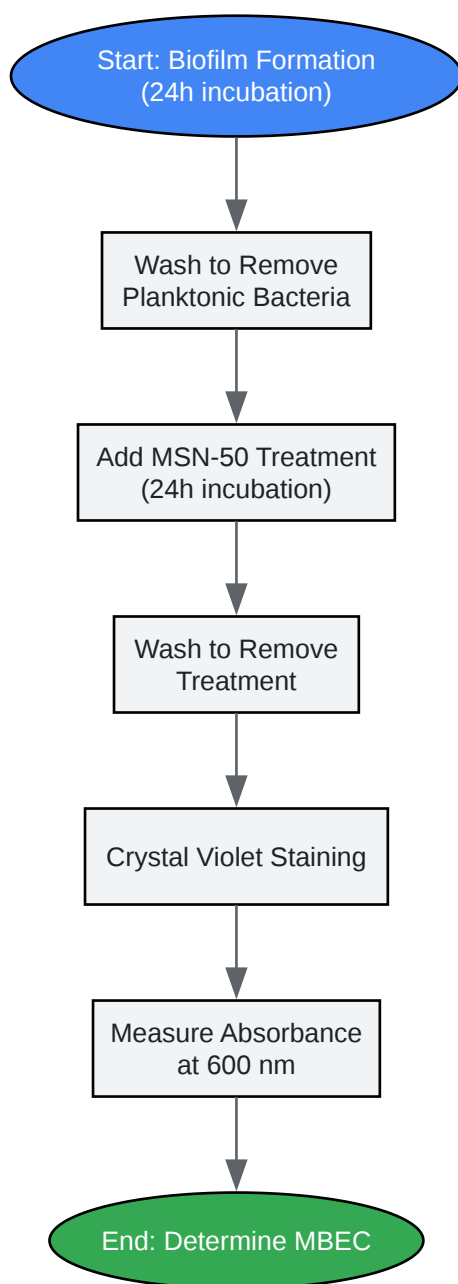 Start: Biofilm Formation
(24h incubation)
Wash to Remove
Planktonic Bacteria
Add MSN-50 Treatment
(24h incubation)
Wash to Remove
Treatment
Crystal Violet Staining
Measure Absorbance
at 600 nm
End: Determine MBEC